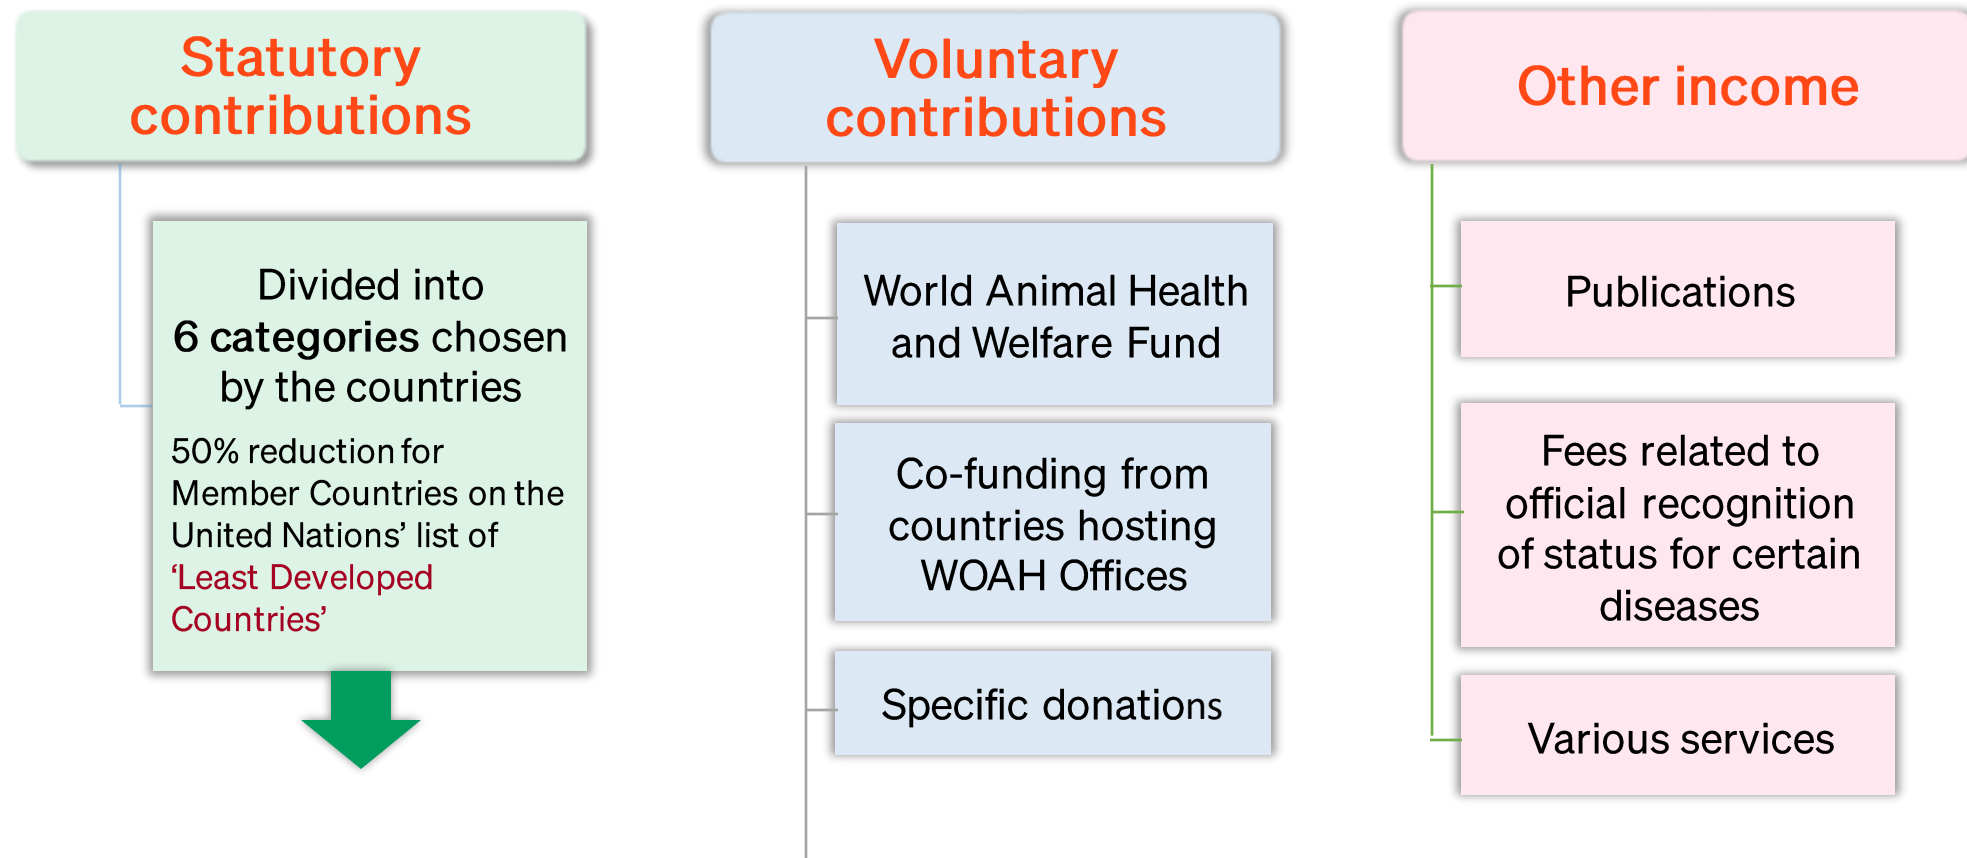 Statutory
contributions
Divided into
6 categories chosen
by the countries
50% reduction for
Member Countries on the
United Nations’ list of
‘Least Developed
Countries’
Voluntary
contributions
World Animal Health
and Welfare Fund
Co-funding from
countries hosting
WOAH Offices
Specific donations
Other income
Publications
Fees related to
official recognition
of status for certain
diseases
Various services